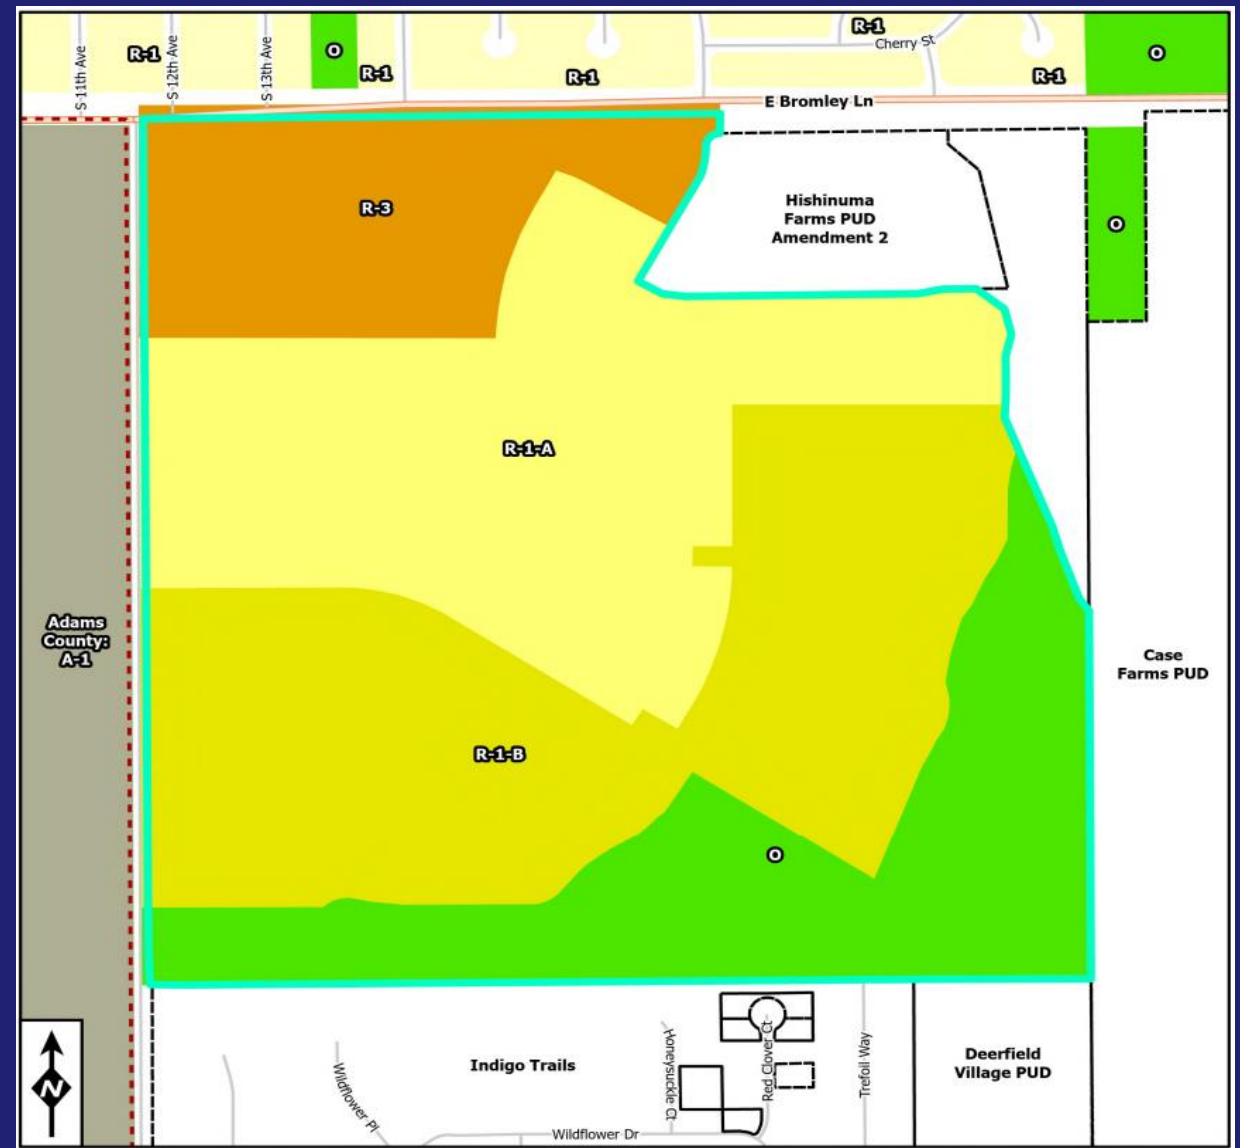 R-1
R-1
Cherry St
O
O
S 11th Ave
S 12th Ave
S 13th Ave
R-1
R-1
R-1
E Bromley Ln
R-3
Hishinuma
Farms PUD
Amendment 2
O
R-1-A
Adams
County:
A-1
Case
Farms PUD
R-1-B
O
Indigo Trails
Deerfield
Village PUD
Wildflower Pl
Honeysuckle Ct
Red Clover Ct
Trefoil Way
Wildflower Dr
N